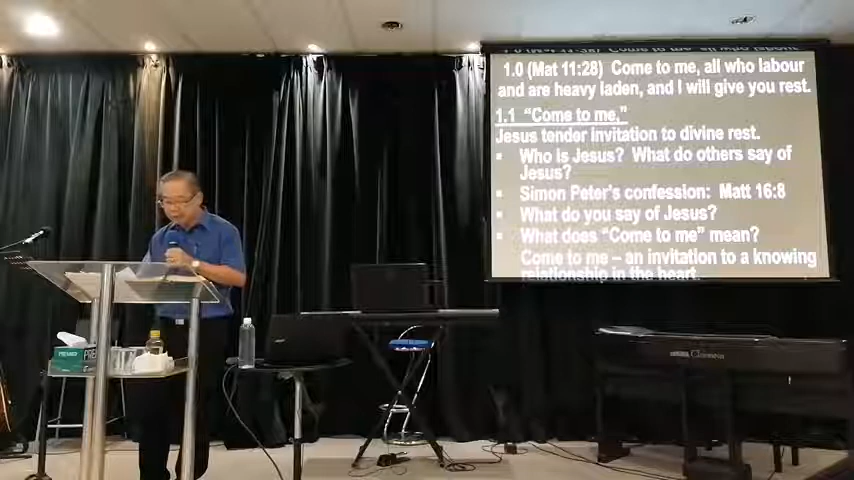 1.0 (Mat 11:28) Come to me, all who labour
and are heavy laden, and I will give you rest.
1.1 “Come to me,”
Jesus tender invitation to divine rest.
• Who is Jesus? What do others say of
Jesus?
• Simon Peter’s confession: Matt 16:8
• What do you say of Jesus?
• What does “Come to me” mean?
Come to me – an invitation to a knowing
relationship in the heart.
PREMO